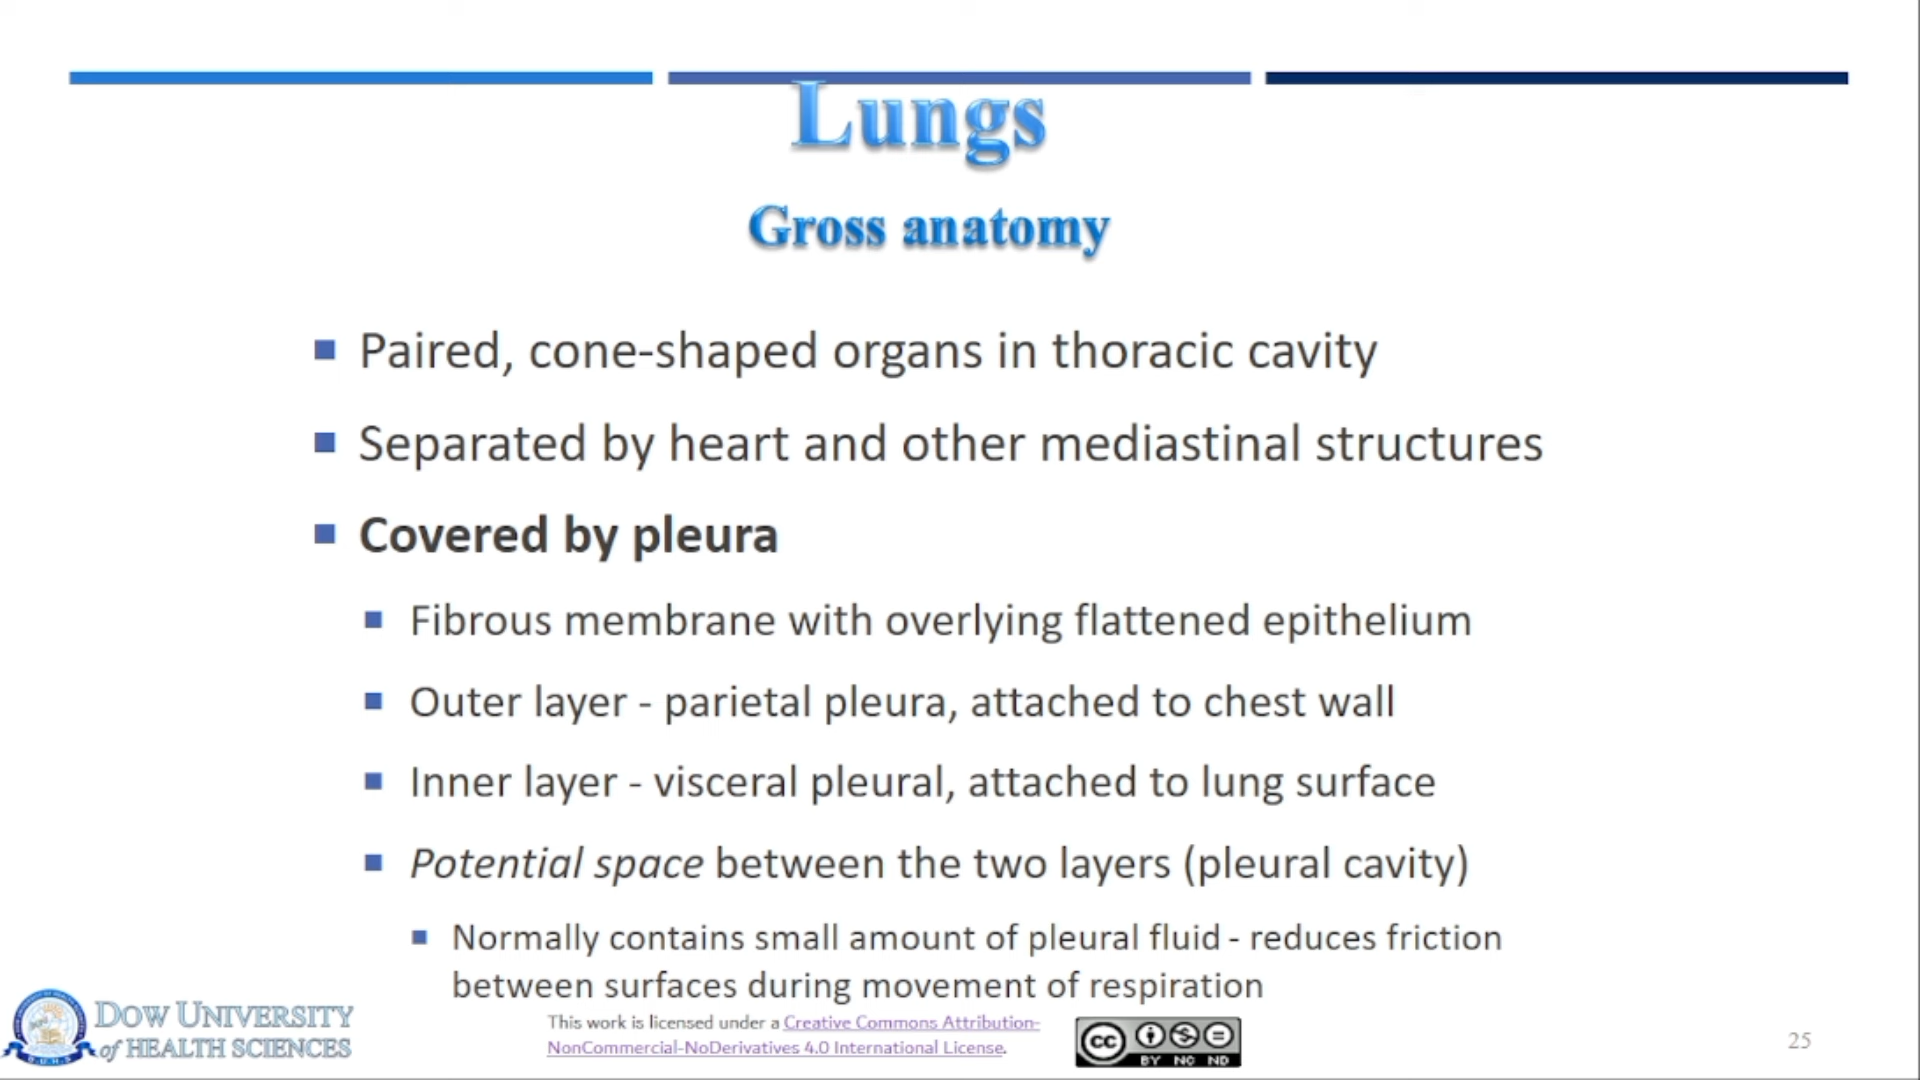 Lungs
Gross anatomy
Paired, cone-shaped organs in thoracic cavity
Separated by heart and other mediastinal structures
Covered by pleura
Fibrous membrane with overlying flattened epithelium
Outer layer - parietal pleura, attached to chest wall
Inner layer - visceral pleural, attached to lung surface
Potential space between the two layers (pleural cavity)
Normally contains small amount of pleural fluid - reduces friction
between surfaces during movement of respiration
DOW UNIVERSITY
of HEALTH SCIENCES
This work is licensed under a Creative Commons Attribution-
NonCommercial-NoDerivatives 4.0 International License.
cc
BY NC ND
25